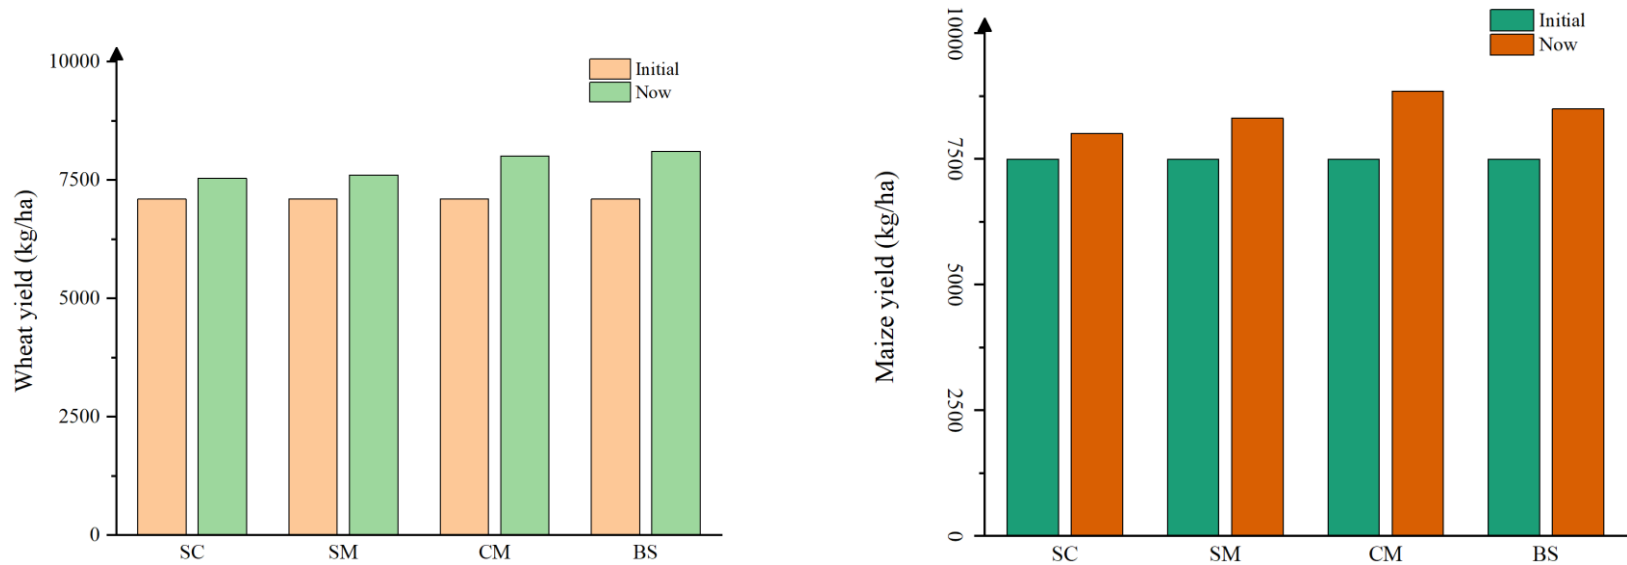 Initial
Now
Wheat yield (kg/ha)
10000
7500
5000
2500
0
SC SM CM BS
Initial
Now
Maize yield (kg/ha)
10000
7500
5000
2500
0
SC SM CM BS